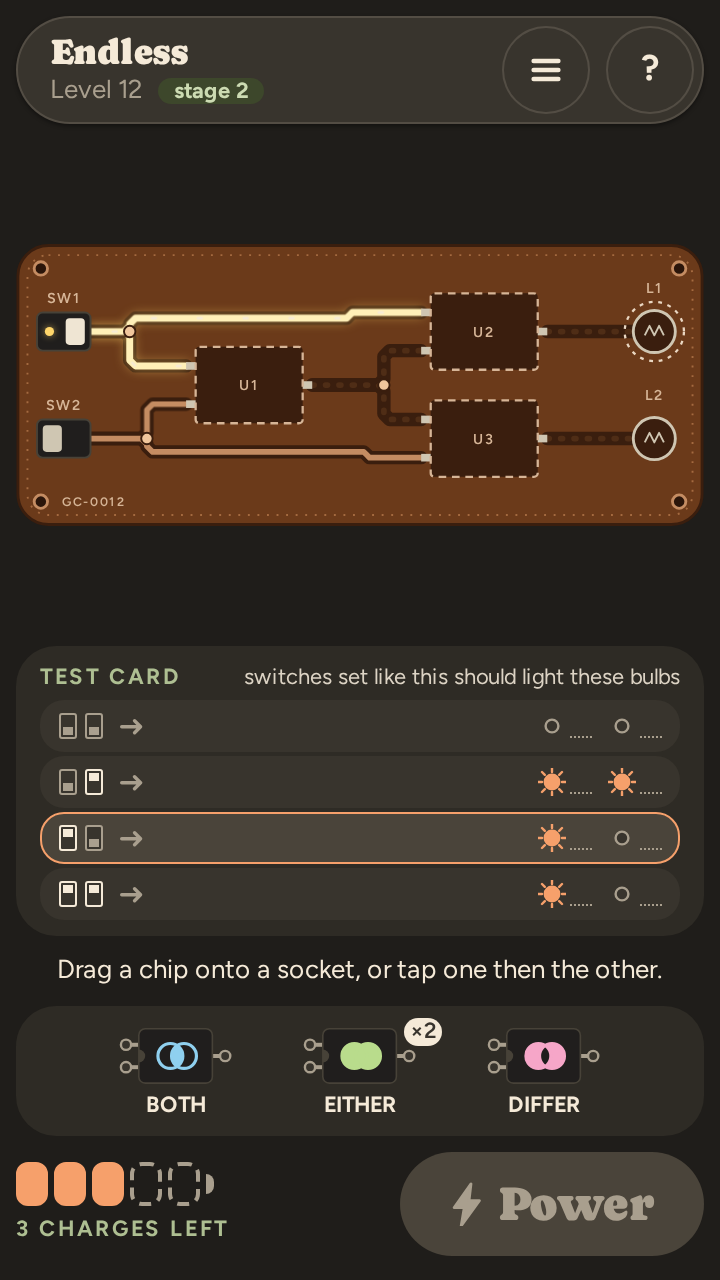 Endless
Level 12 stage 2
?
SW1
SW2
U1
U2
U3
L1
L2
GC-0012
TEST CARD switches set like this should light these bulbs
Drag a chip onto a socket, or tap one then the other.
×2
BOTH EITHER DIFFER
3 CHARGES LEFT
Power